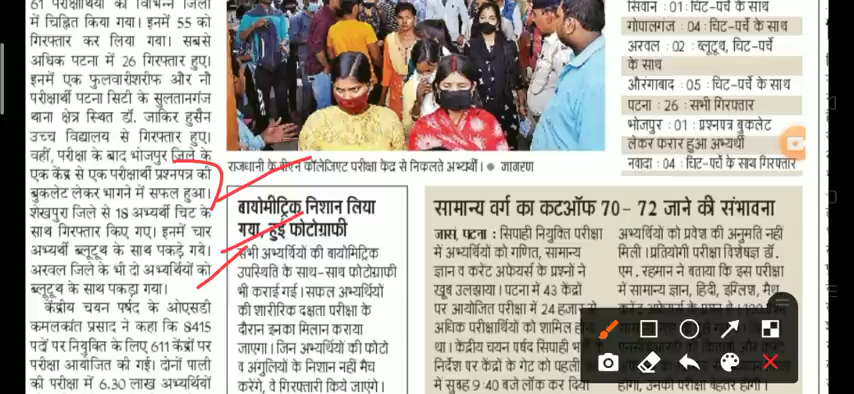 61 परीक्षार्थियों को विभिन्न जिलों
में चिह्नित किया गया। इनमें 55 को
गिरफ्तार कर लिया गया। सबसे
अधिक पटना में 26 गिरफ्तार हुए।
इनमें एक फुलवारीशरीफ और नौ
परीक्षार्थी पटना सिटी के सुलतानगंज
थाना क्षेत्र स्थित डॉ. जाकिर हुसैन
उच्च विद्यालय से गिरफ्तार हुए।
वहीं, परीक्षा के बाद भोजपुर जिले के
एक केंद्र से एक परीक्षार्थी प्रश्नपत्र की
बुकलेट लेकर भागने में सफल हुआ।
शेखपुरा जिले से 18 अभ्यर्थी चिट के
साथ गिरफ्तार किए गए। इनमें चार
अभ्यर्थी ब्लूटूथ के साथ पकड़े गये।
अरवल जिले के भी दो अभ्यर्थियों को
ब्लूटूथ के साथ पकड़ा गया।
केंद्रीय चयन पर्षद के ओएसडी
कमलकांत प्रसाद ने कहा कि 8415
पदों पर नियुक्ति के लिए 611 केंद्रों पर
परीक्षा आयोजित की गई। दोनों पाली
की परीक्षा में 6.30 लाख अभ्यर्थियों
राजधानी के पीएन कॉलेजिएट परीक्षा केंद्र से निकलते अभ्यर्थी। ● जागरण
बायोमीट्रिक निशान लिया
गया, हुई फोटोग्राफी
सभी अभ्यर्थियों की बायोमिट्रिक
उपस्थिति के साथ-साथ फोटोग्राफी
भी कराई गई। सफल अभ्यर्थियों
की शारीरिक दक्षता परीक्षा के
दौरान इनका मिलान कराया
जाएगा। जिन अभ्यर्थियों की फोटो
व अंगुलियों के निशान नहीं मैच
करेंगे, वे गिरफ्तारी किये जाएंगे।
सिवान : 01 : चिट-पर्चे के साथ
गोपालगंज : 04 : चिट-पर्चे के साथ
अरवल : 02 : ब्लूटूथ, चिट-पर्चे
के साथ
औरंगाबाद : 05 : चिट-पर्चे के साथ
पटना : 26 : सभी गिरफ्तार
भोजपुर : 01 : प्रश्नपत्र बुकलेट
लेकर फरार हुआ अभ्यर्थी
नवादा : 04 : चिट-पर्चे के साथ गिरफ्तार
सामान्य वर्ग का कटऑफ 70- 72 जाने की संभावना
जासं, पटना : सिपाही नियुक्ति परीक्षा
में अभ्यर्थियों को गणित, सामान्य
ज्ञान व करेंट अफेयर्स के प्रश्नों ने
खूब उलझाया। पटना में 43 केंद्रों
पर आयोजित परीक्षा में 24 हजार से
अधिक परीक्षार्थियों को शामिल
था। केंद्रीय चयन पर्षद सिपाही
निर्देश पर केंद्रों के गेट को पहली
में सुबह 9:40 बजे लॉक कर दिया
अभ्यर्थियों को प्रवेश की अनुमति नहीं
मिली। प्रतियोगी परीक्षा विशेषज्ञ डॉ.
एम. रहमान ने बताया कि इस परीक्षा
में सामान्य ज्ञान, हिंदी, इंग्लिश, मैथ,
होगा, उनकी परीक्षा बेहतर होगी।